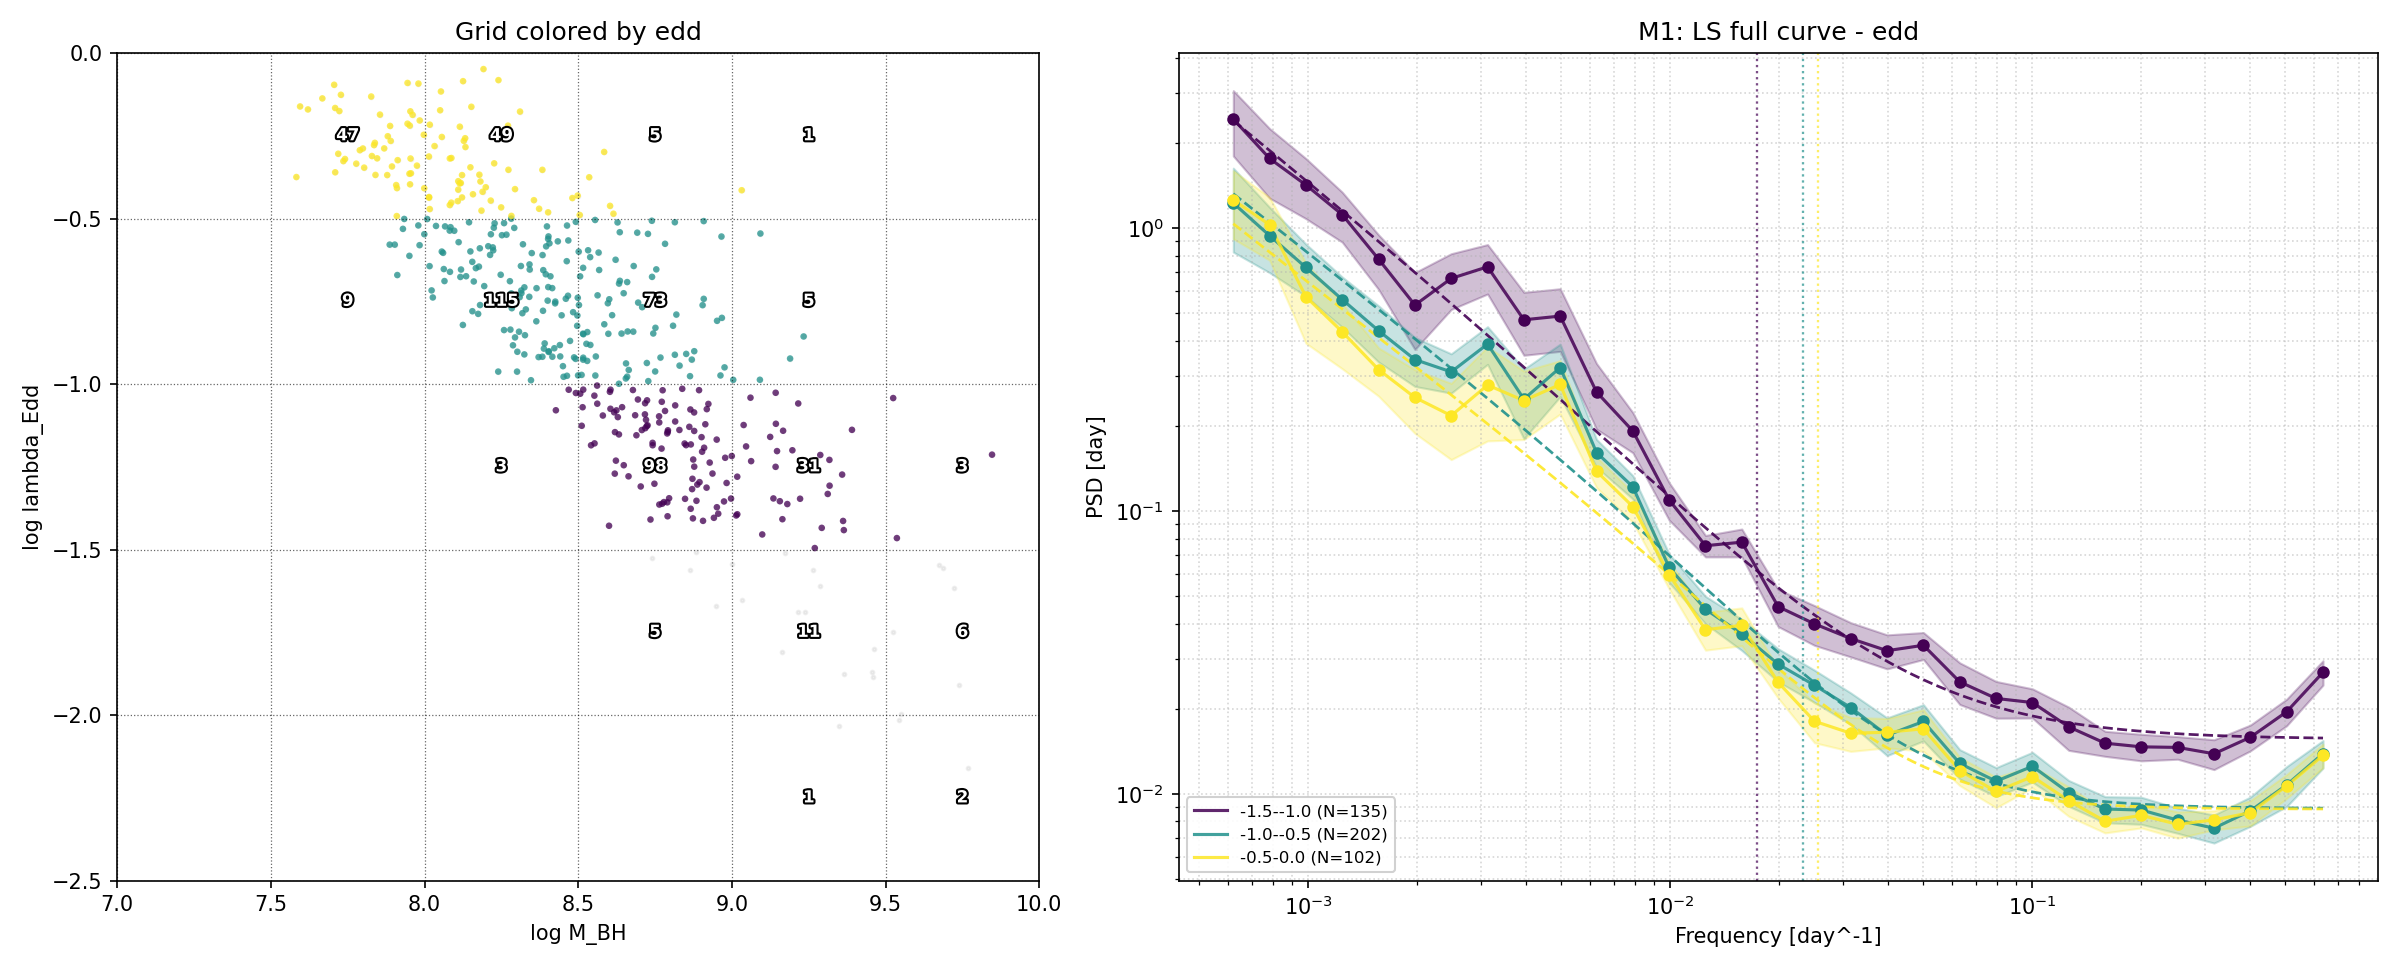 Grid colored by edd
0.0
−0.5
−1.0
−1.5
−2.0
−2.5
log lambda_Edd
47 49 5 1
9 115 73 5
3 98 31 3
5 11 6
1 2
7.0 7.5 8.0 8.5 9.0 9.5 10.0
log M_BH
M1: LS full curve - edd
10^0
10^−1
10^−2
PSD [day]
-1.5--1.0 (N=135)
-1.0--0.5 (N=202)
-0.5-0.0 (N=102)
10^−3 10^−2 10^−1
Frequency [day^-1]